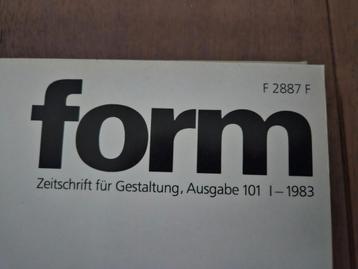 F 2887 F
form
Zeitschrift für Gestaltung, Ausgabe 101 I – 1983